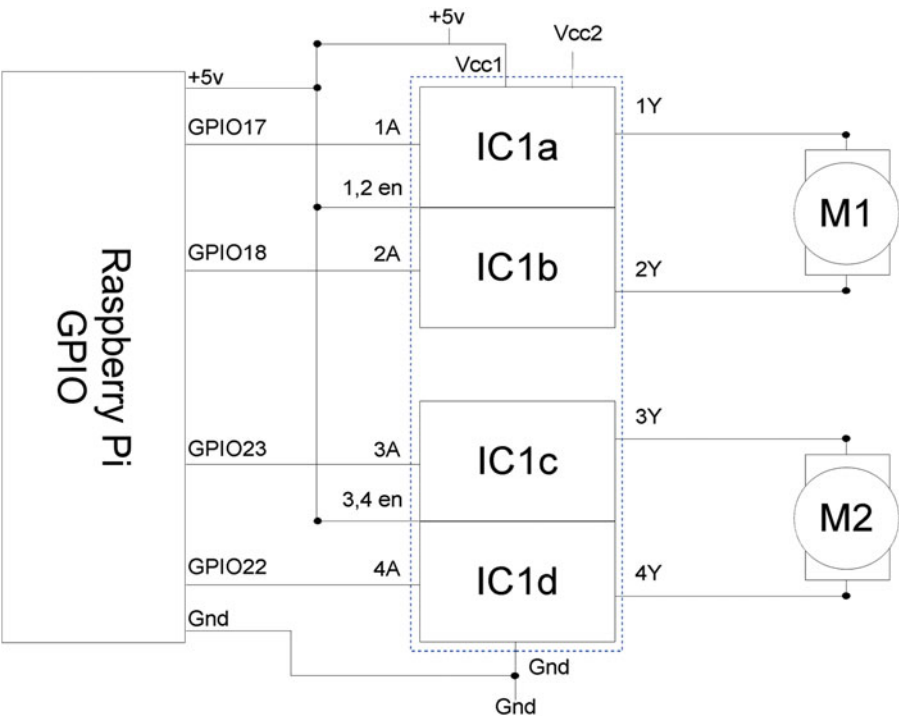 +5v
Vcc2
Vcc1
+5v
GPIO17
1A
IC1a
1Y
1,2 en
M1
GPIO18
2A
IC1b
2Y
Raspberry Pi
GPIO
GPIO23
3A
IC1c
3Y
3,4 en
M2
GPIO22
4A
IC1d
4Y
Gnd
Gnd
Gnd